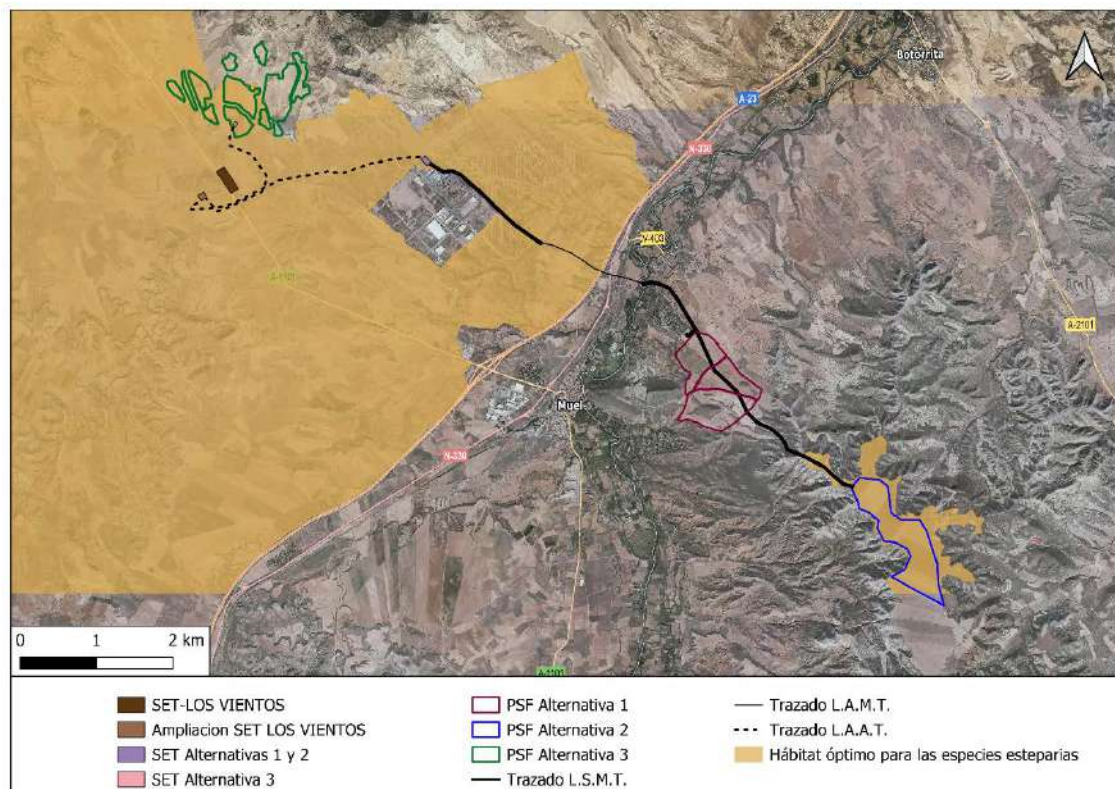 Botorrita
A-23
N-330
V-403
A-1101
A-2101
Muel
N-330
0 1 2 km
SET-LOS VIENTOS
Ampliacion SET LOS VIENTOS
SET Alternativas 1 y 2
SET Alternativa 3
PSF Alternativa 1
PSF Alternativa 2
PSF Alternativa 3
Trazado L.S.M.T.
Trazado L.A.M.T.
Trazado L.A.A.T.
Hábitat óptimo para las especies esteparias